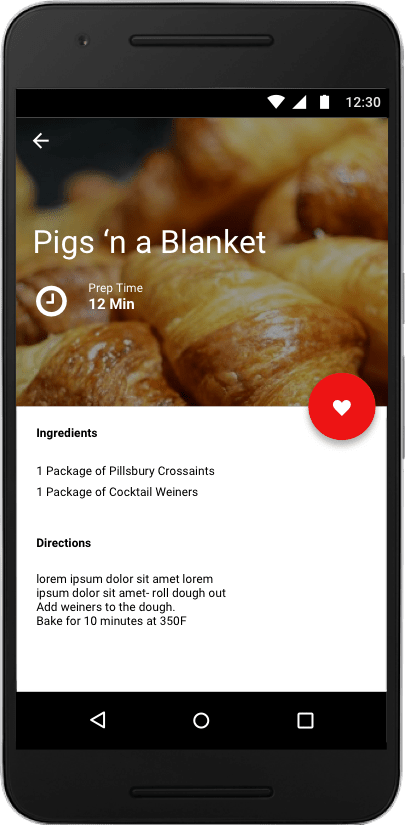 12:30
Pigs ‘n a Blanket
Prep Time
12 Min
Ingredients
1 Package of Pillsbury Crossaints
1 Package of Cocktail Weiners
Directions
lorem ipsum dolor sit amet lorem
ipsum dolor sit amet- roll dough out
Add weiners to the dough.
Bake for 10 minutes at 350F